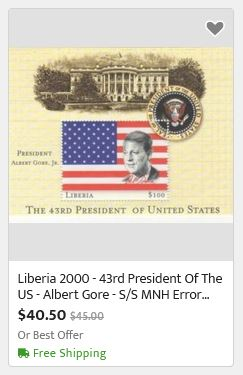 PRESIDENT
ALBERT GORE, JR.
LIBERIA
$100
THE 43RD PRESIDENT OF UNITED STATES
Liberia 2000 - 43rd President Of The
US - Albert Gore - S/S MNH Error...
$40.50 $45.00
Or Best Offer
Free Shipping